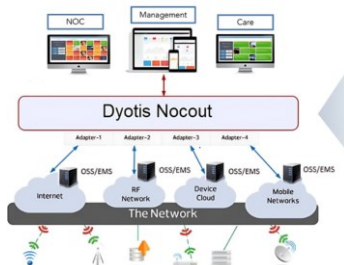 NOC
Management
Care
Dyotis Nocout
Adapter-1 Adapter-2 Adapter-3 Adapter-4
OSS/EMS OSS/EMS OSS/EMS OSS/EMS
Internet
RF
Network
Device
Cloud
Mobile
Networks
The Network